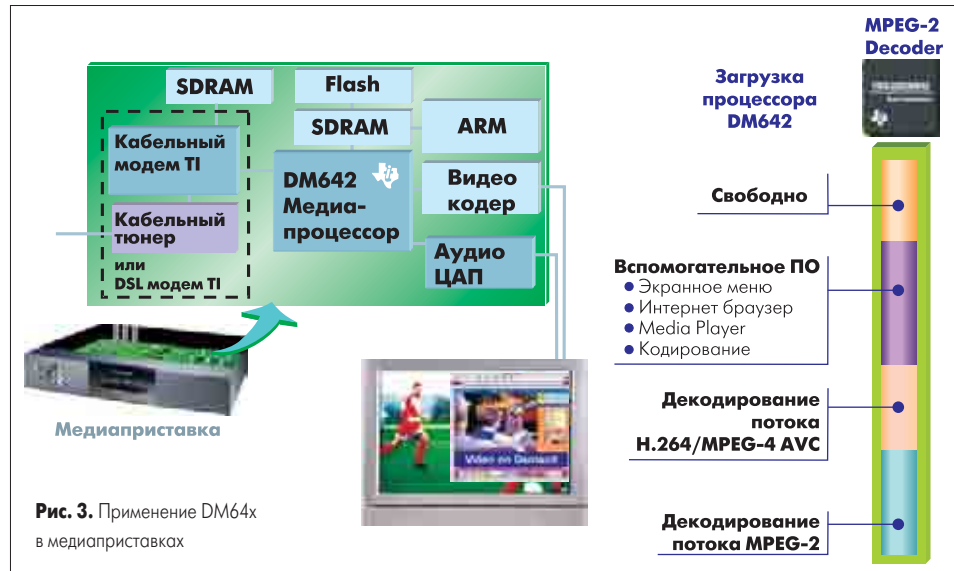 SDRAM
Flash
SDRAM
ARM
Кабельный
модем TI
DM642
Медиа-
процессор
Видео
кодер
Кабельный
тюнер
или
DSL модем TI
Аудио
ЦАП
Медиаприставка
Video on Demand!
Рис. 3. Применение DM64x
в медиаприставках
MPEG-2
Decoder
Загрузка
процессора
DM642
Свободно
Вспомогательное ПО
● Экранное меню
● Интернет браузер
● Media Player
● Кодирование
Декодирование
потока
H.264/MPEG-4 AVC
Декодирование
потока MPEG-2